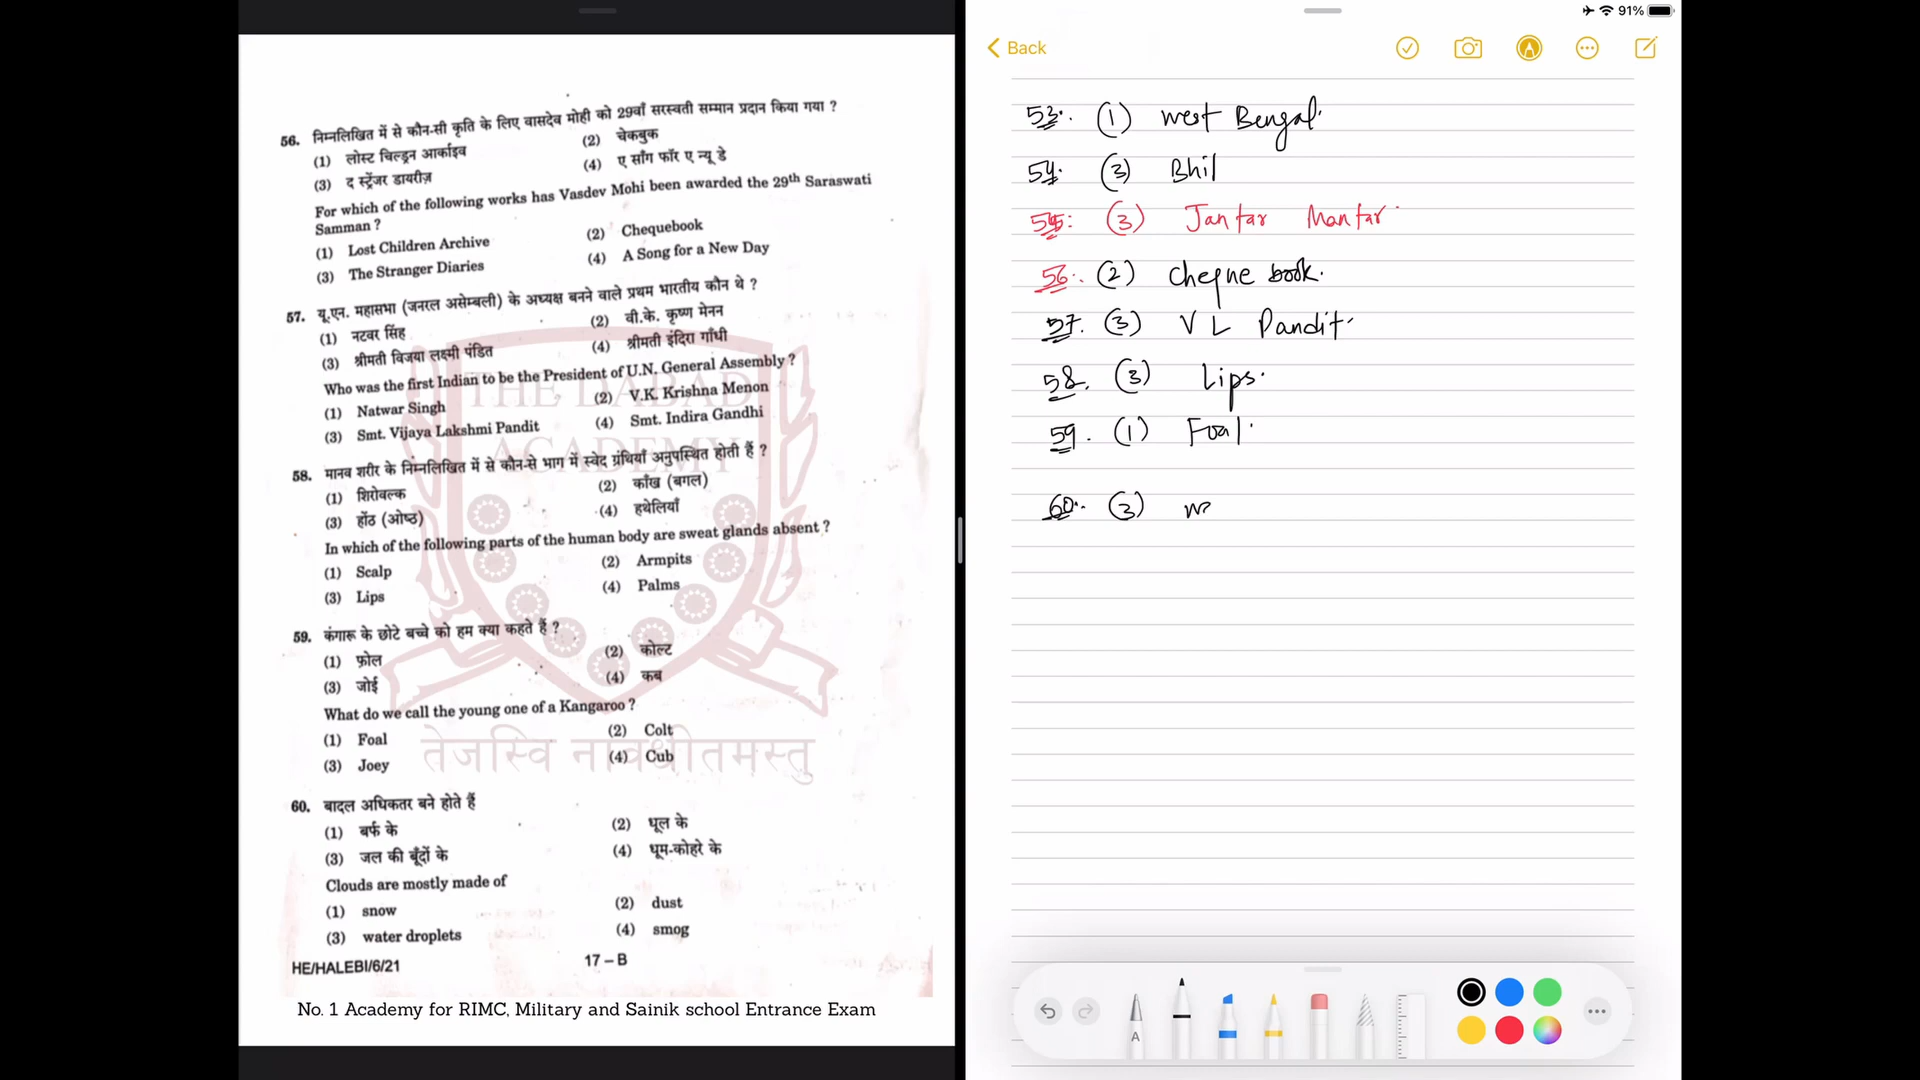 56. निम्नलिखित में से कौन-सी कृति के लिए वासदेव मोही को 29वाँ सरस्वती सम्मान प्रदान किया गया ?
(1) लोस्ट चिल्ड्रन आर्काइव (2) चेकबुक
(3) द स्ट्रेंजर डायरीज़ (4) ए साँग फॉर ए न्यू डे
For which of the following works has Vasdev Mohi been awarded the 29th Saraswati
Samman ?
(1) Lost Children Archive (2) Chequebook
(3) The Stranger Diaries (4) A Song for a New Day
57. यू.एन. महासभा (जनरल असेम्बली) के अध्यक्ष बनने वाले प्रथम भारतीय कौन थे ?
(1) नटवर सिंह (2) वी.के. कृष्ण मेनन
(3) श्रीमती विजया लक्ष्मी पंडित (4) श्रीमती इंदिरा गाँधी
Who was the first Indian to be the President of U.N. General Assembly ?
(1) Natwar Singh (2) V.K. Krishna Menon
(3) Smt. Vijaya Lakshmi Pandit (4) Smt. Indira Gandhi
58. मानव शरीर के निम्नलिखित में से कौन-से भाग में स्वेद ग्रंथियाँ अनुपस्थित होती हैं ?
(1) शिरोवल्क (2) काँख (बगल)
(3) होंठ (ओष्ठ) (4) हथेलियाँ
In which of the following parts of the human body are sweat glands absent ?
(1) Scalp (2) Armpits
(3) Lips (4) Palms
59. कंगारू के छोटे बच्चे को हम क्या कहते हैं ?
(1) फ़ोल (2) कोल्ट
(3) जोई (4) कब
What do we call the young one of a Kangaroo ?
(1) Foal (2) Colt
(3) Joey (4) Cub
60. बादल अधिकतर बने होते हैं
(1) बर्फ के (2) धूल के
(3) जल की बूँदों के (4) धूम-कोहरे के
Clouds are mostly made of
(1) snow (2) dust
(3) water droplets (4) smog
HE/HALEBI/6/21 17 – B
THE DABAD
ACADEMY
तेजस्वि नावधीतमस्तु
No. 1 Academy for RIMC, Military and Sainik school Entrance Exam
91%
Back
53. (1) West Bengal.
54. (3) Bhil
55. (3) Jantar Mantar.
56. (2) Cheque book.
57. (3) V L Pandit.
58. (3) Lips.
59. (1) Foal.
60. (3) w
A